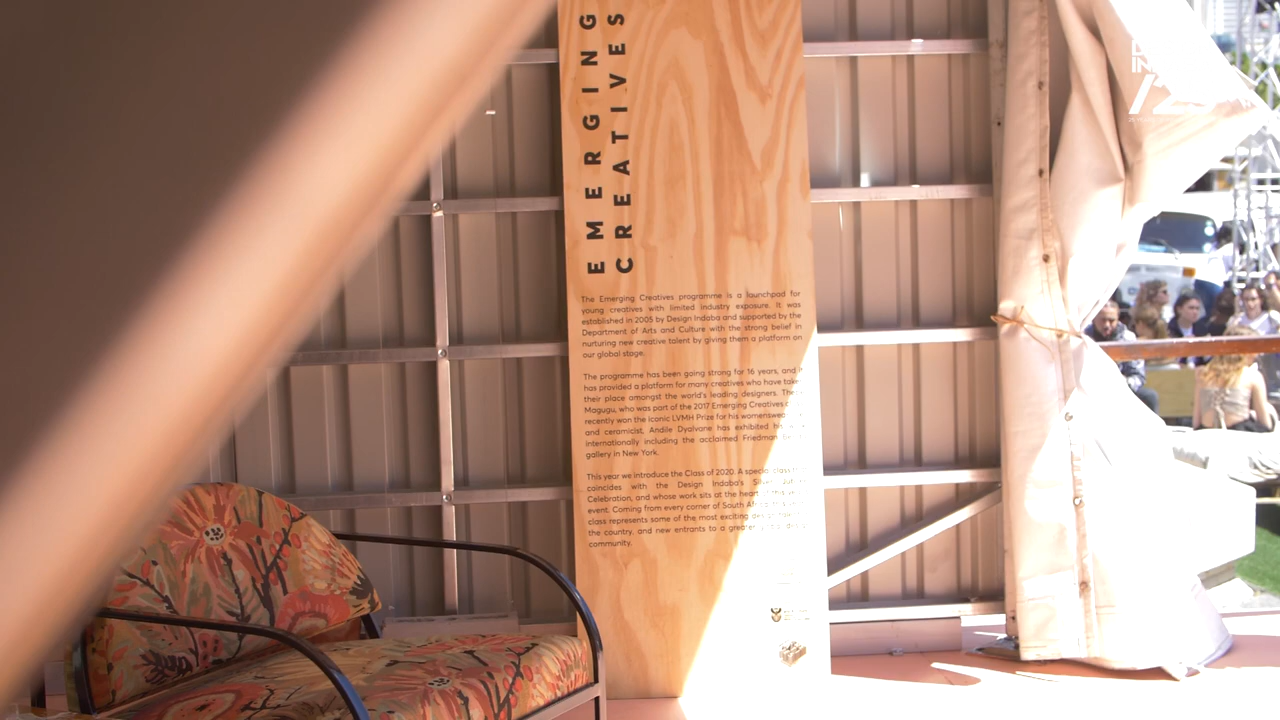 EMERGING
CREATIVES
The Emerging Creatives programme is a launchpad for
young creatives with limited industry exposure. It was
established in 2005 by Design Indaba and supported by the
Department of Arts and Culture with the strong belief in
nurturing new creative talent by giving them a platform on
our global stage.
The programme has been going strong for 16 years, and it
has provided a platform for many creatives who have taken
their place amongst the world's leading designers.
Magugu, who was part of the 2017 Emerging Creatives
recently won the iconic LVMH Prize for his womenswear
and ceramicist, Andile Dyalvane has exhibited his
internationally including the acclaimed Friedman
gallery in New York.
This year we introduce the Class of 2020. A special class
coincides with the Design Indaba's Silver
Celebration, and whose work sits at the heart
event. Coming from every corner of South
class represents some of the most exciting
the country, and new entrants to a greater
community.